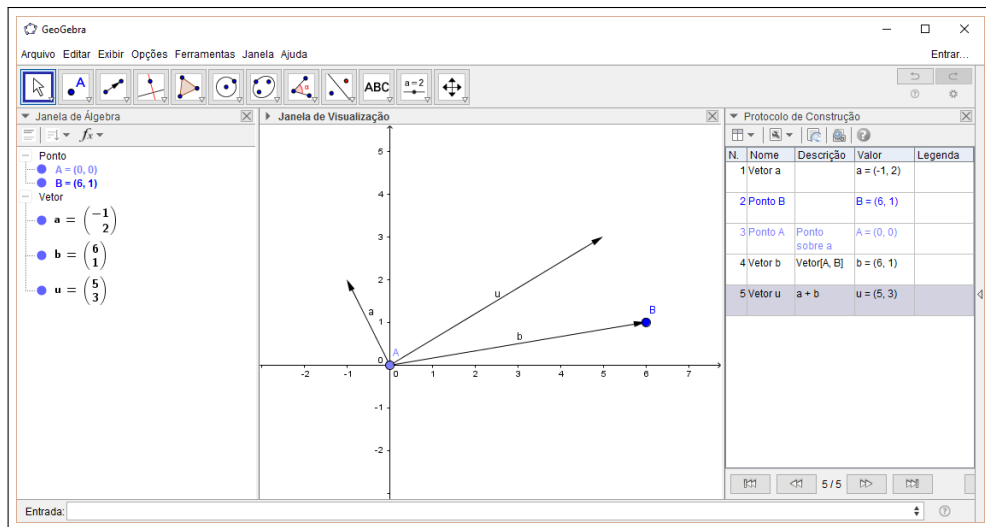 GeoGebra
Arquivo Editar Exibir Opções Ferramentas Janela Ajuda
Entrar...
A
α
ABC
a = 2
Janela de Álgebra
fx
Ponto
A = (0, 0)
B = (6, 1)
Vetor
a = (-1 2)
b = (6 1)
u = (5 3)
Janela de Visualização
5
4
3
2
1
0
-1
-2
-2 -1 0 1 2 3 4 5 6 7
a
u
b
A
B
Protocolo de Construção
N. Nome Descrição Valor Legenda
1 Vetor a a = (-1, 2)
2 Ponto B B = (6, 1)
3 Ponto A Ponto sobre a A = (0, 0)
4 Vetor b Vetor[A, B] b = (6, 1)
5 Vetor u a + b u = (5, 3)
5 / 5
Entrada: